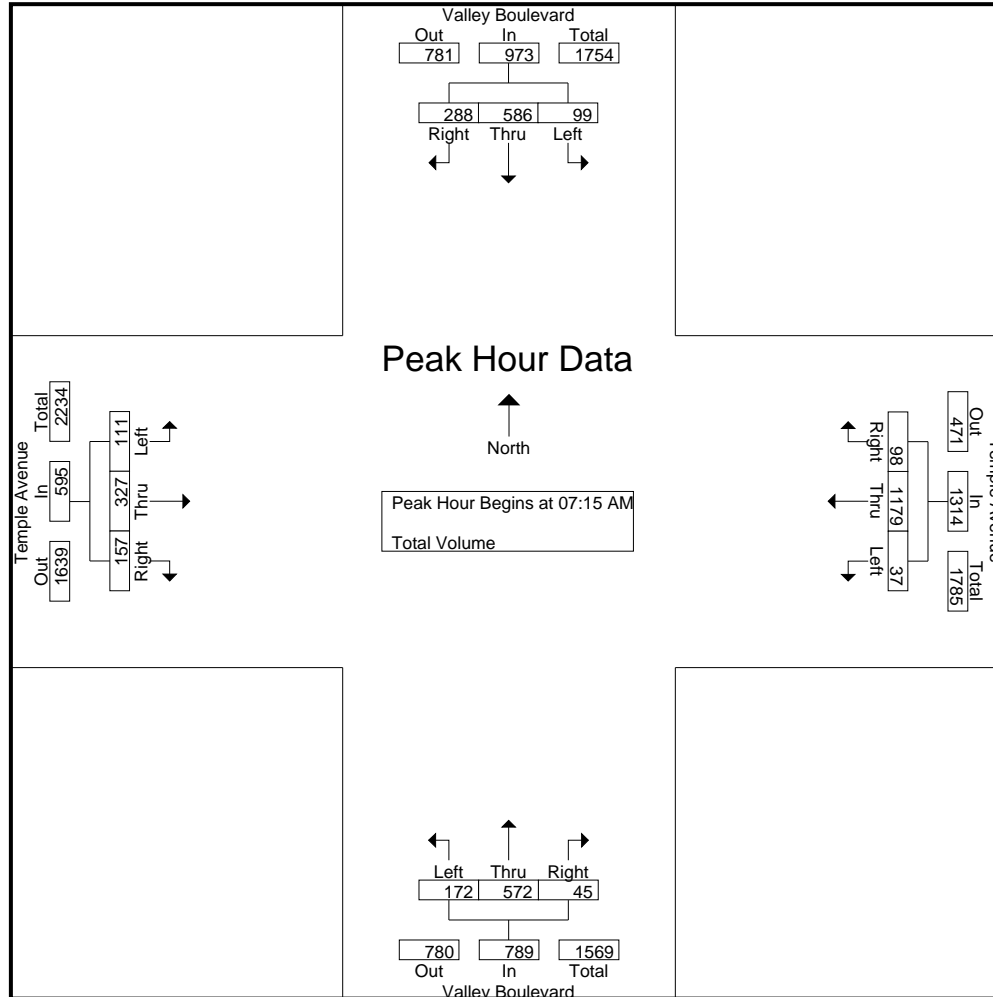 Valley Boulevard
Out In Total
781 973 1754
288 586 99
Right Thru Left
Peak Hour Data
North
Peak Hour Begins at 07:15 AM
Total Volume
Temple Avenue
Out In Total
1639 595 2234
157 327 111
Right Thru Left
Out In Total
471 1314 1785
98 1179 37
Right Thru Left
Left Thru Right
172 572 45
780 789 1569
Out In Total
Valley Boulevard